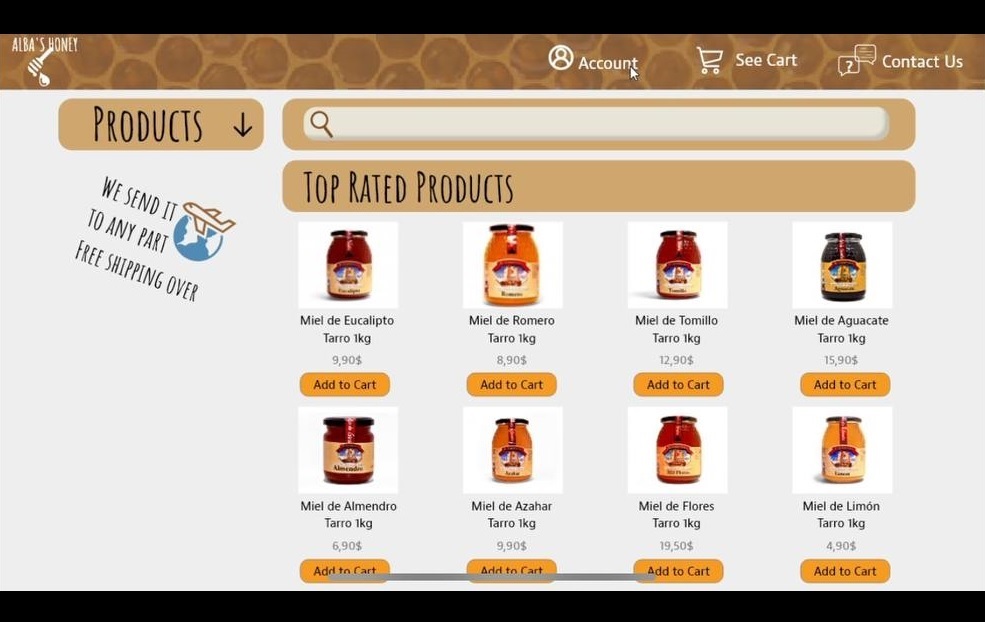 ALBA'S HONEY
Account
See Cart
?
Contact Us
PRODUCTS ↓
TOP RATED PRODUCTS
WE SEND IT
TO ANY PART
FREE SHIPPING OVER
Eucalipto
Romero
Tomillo
Aguacate
Miel de Eucalipto
Tarro 1kg
9,90$
Add to Cart
Miel de Romero
Tarro 1kg
8,90$
Add to Cart
Miel de Tomillo
Tarro 1kg
12,90$
Add to Cart
Miel de Aguacate
Tarro 1kg
15,90$
Add to Cart
Almendro
Azahar
Miel de Almendro
Tarro 1kg
6,90$
Add to Cart
Miel de Azahar
Tarro 1kg
9,90$
Add to Cart
Miel de Flores
Tarro 1kg
19,50$
Add to Cart
Miel de Limón
Tarro 1kg
4,90$
Add to Cart